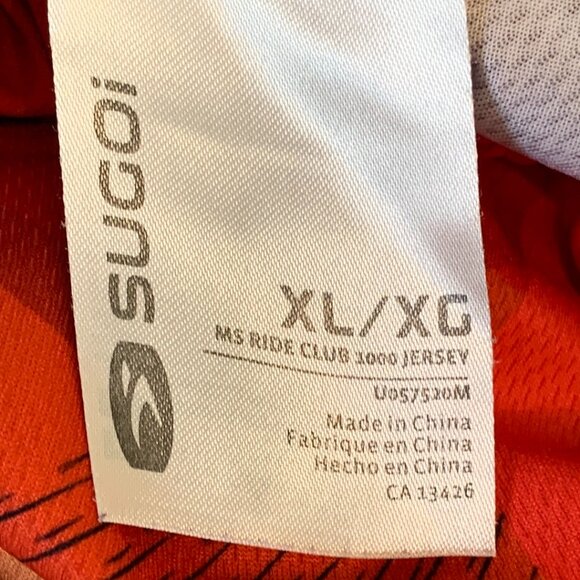 SUGOi
XL/XG
MS RIDE CLUB 1000 JERSEY
U057520M
Made in China
Fabrique en China
Hecho en China
CA 13426